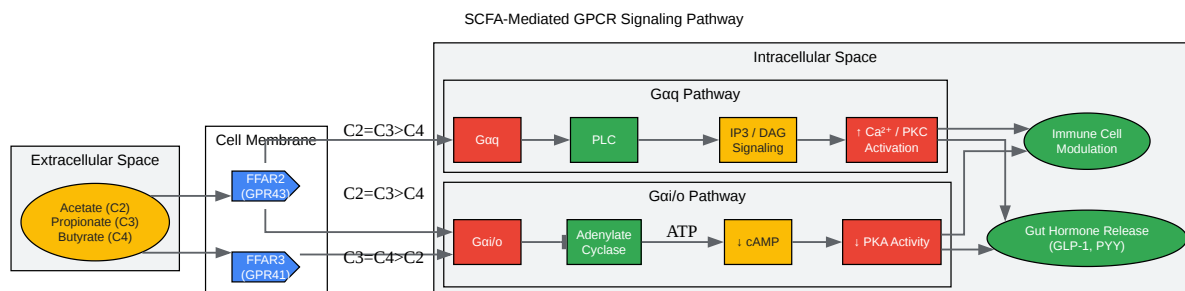 SCFA-Mediated GPCR Signaling Pathway
Extracellular Space
Acetate (C2)
Propionate (C3)
Butyrate (C4)
Cell Membrane
FFAR2
(GPR43)
FFAR3
(GPR41)
C2=C3>C4
C2=C3>C4
C3=C4>C2
Intracellular Space
Gαq Pathway
Gαq
PLC
IP3 / DAG
Signaling
↑ Ca²⁺ / PKC
Activation
Gαi/o Pathway
Gαi/o
Adenylate
Cyclase
ATP
↓ cAMP
↓ PKA Activity
Immune Cell
Modulation
Gut Hormone Release
(GLP-1, PYY)